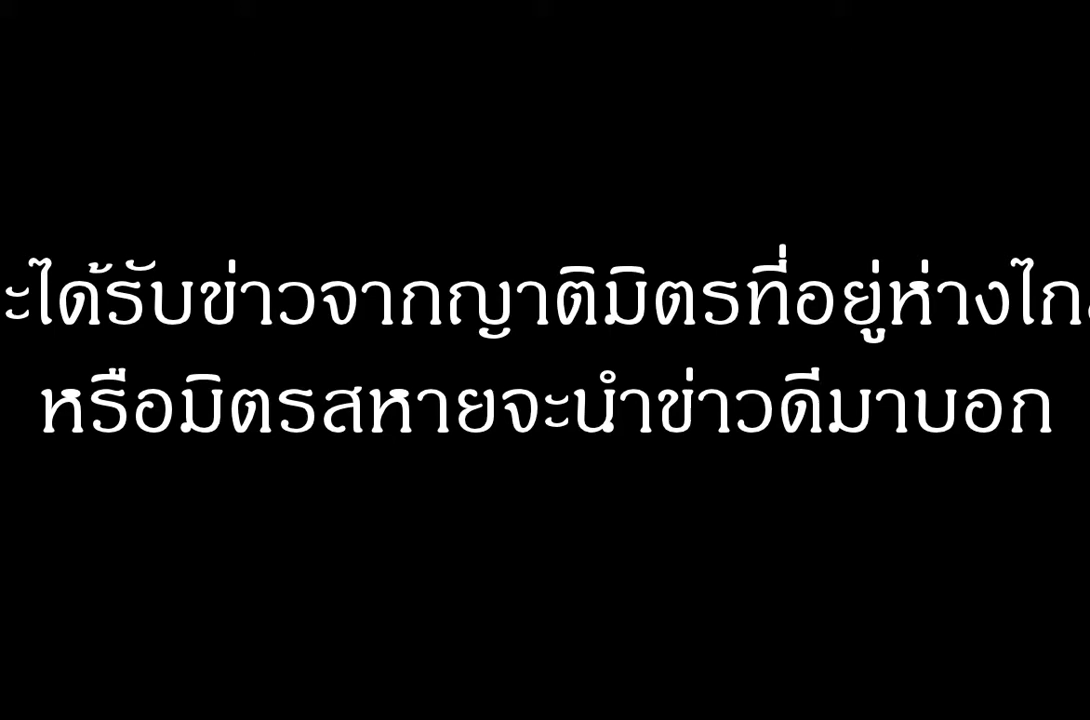 ะได้รับข่าวจากญาติมิตรที่อยู่ห่างไก
หรือมิตรสหายจะนำข่าวดีมาบอก